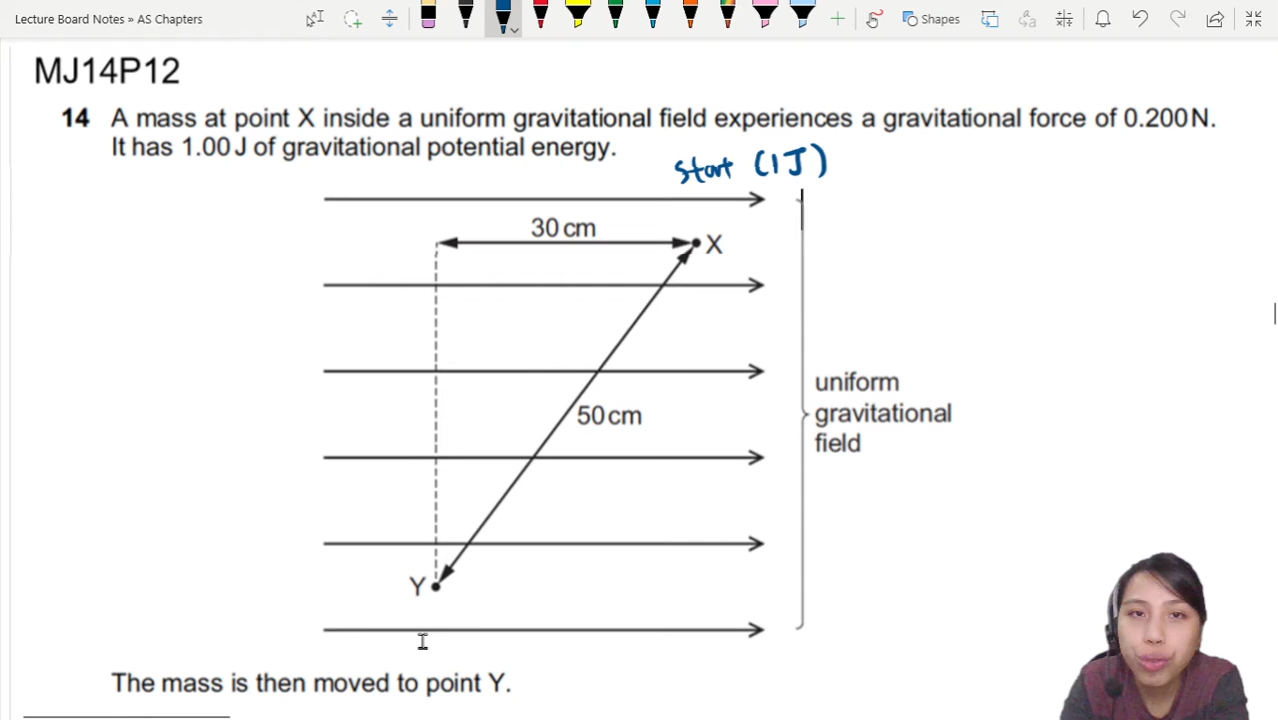 Lecture Board Notes » AS Chapters
Shapes
MJ14P12
14 A mass at point X inside a uniform gravitational field experiences a gravitational force of 0.200 N.
It has 1.00 J of gravitational potential energy.
start (1J)
30 cm
X
50 cm
uniform
gravitational
field
Y
The mass is then moved to point Y.